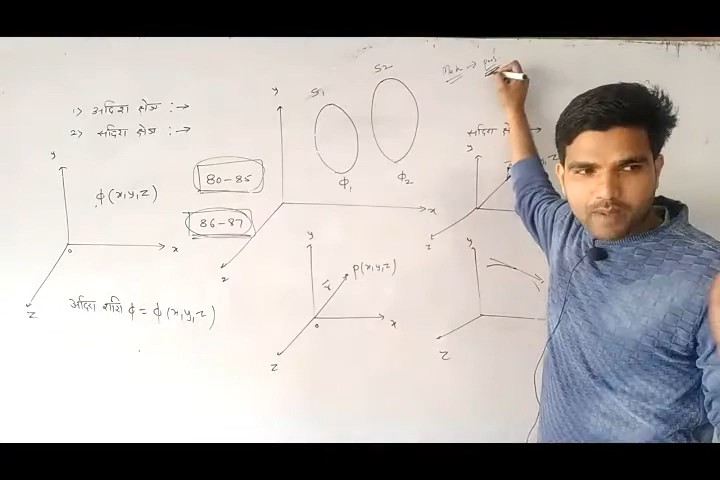 1) अदिश क्षेत्र :→
2) सदिश क्षेत्र :→
y
ϕ(x,y,z)
o
x
z
अदिश राशि ϕ = ϕ(x,y,z)
80-85
86-87
y
S1
S2
ϕ1
ϕ2
x
z
y
P(x,y,z)
r
o
x
z
सदिश क्षेत्र
y
z
y
z